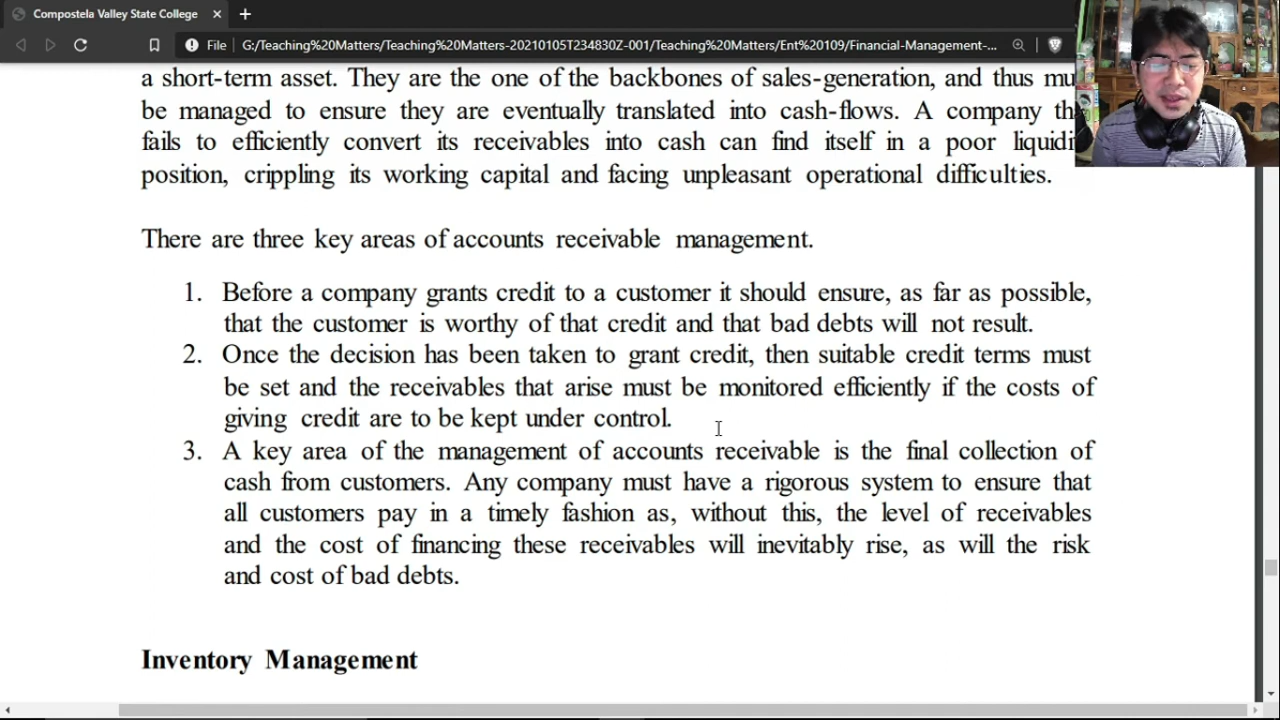 Compostela Valley State College
File G:/Teaching%20Matters/Teaching%20Matters-20210105T234830Z-001/Teaching%20Matters/Ent%20109/Financial-Management-...
a short-term asset. They are the one of the backbones of sales-generation, and thus
be managed to ensure they are eventually translated into cash-flows. A company
fails to efficiently convert its receivables into cash can find itself in a poor
position, crippling its working capital and facing unpleasant operational difficulties.
There are three key areas of accounts receivable management.
1. Before a company grants credit to a customer it should ensure, as far as possible,
that the customer is worthy of that credit and that bad debts will not result.
2. Once the decision has been taken to grant credit, then suitable credit terms must
be set and the receivables that arise must be monitored efficiently if the costs of
giving credit are to be kept under control.
3. A key area of the management of accounts receivable is the final collection of
cash from customers. Any company must have a rigorous system to ensure that
all customers pay in a timely fashion as, without this, the level of receivables
and the cost of financing these receivables will inevitably rise, as will the risk
and cost of bad debts.
Inventory Management